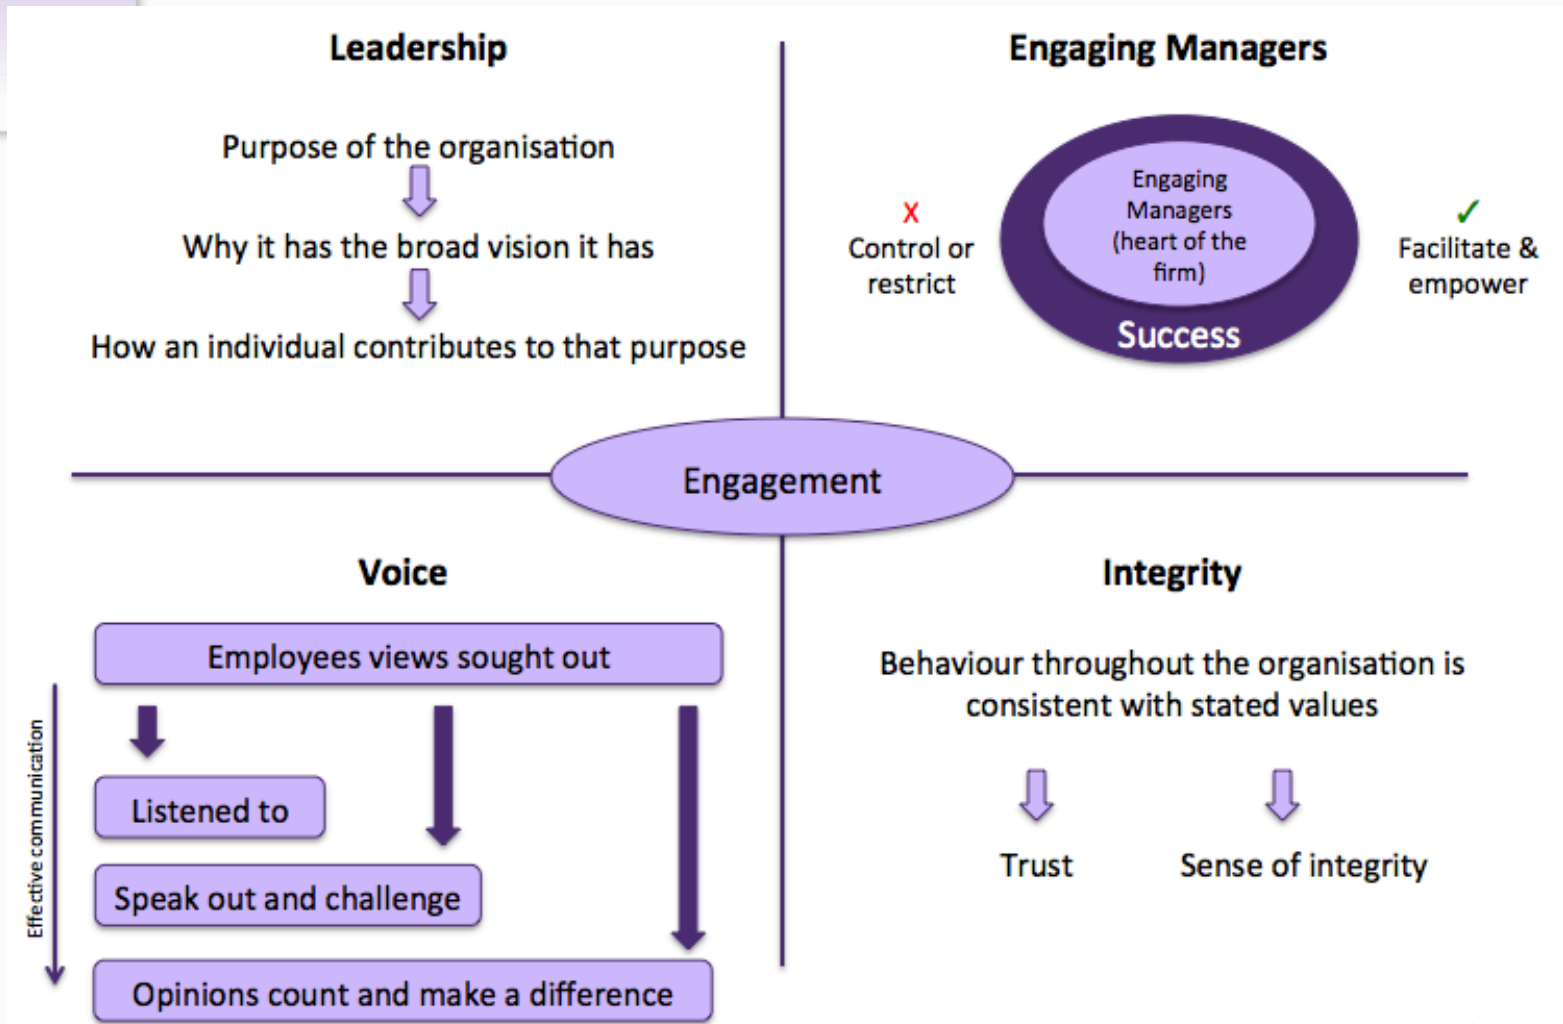 Leadership
Purpose of the organisation
Why it has the broad vision it has
How an individual contributes to that purpose
Engaging Managers
X
Control or
restrict
Engaging
Managers
(heart of the
firm)
Success
✓
Facilitate &
empower
Engagement
Voice
Employees views sought out
Effective communication
Listened to
Speak out and challenge
Opinions count and make a difference
Integrity
Behaviour throughout the organisation is
consistent with stated values
Trust
Sense of integrity